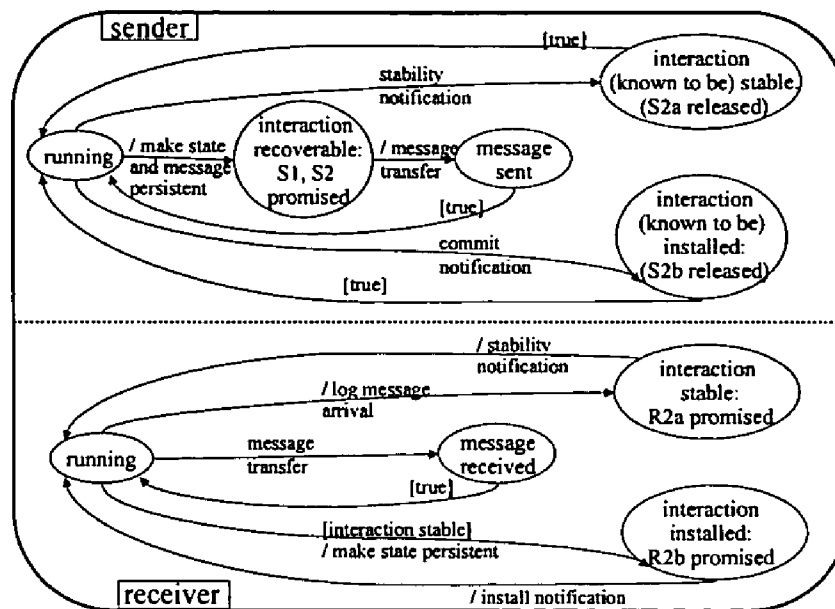 sender
[true]
interaction
(known to be) stable.
(S2a released)
stability
notification
running
/ make state
and message
persistent
interaction
recoverable:
S1, S2
promised
/ message
transfer
message
sent
[true]
interaction
(known to be)
installed:
(S2b released)
commit
notification
[true]
/ stability
notification
interaction
stable:
R2a promised
/ log message
arrival
running
message
transfer
message
received
[true]
[interaction stable]
/ make state persistent
interaction
installed:
R2b promised
/ install notification
receiver